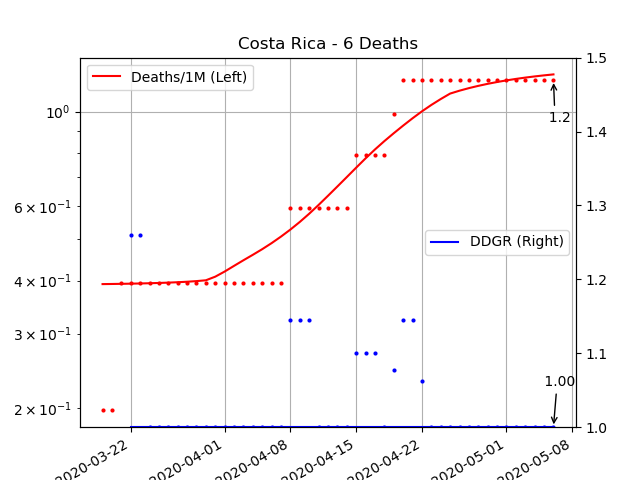 Costa Rica - 6 Deaths
Deaths/1M (Left)
DDGR (Right)
10⁰
6 × 10⁻¹
4 × 10⁻¹
3 × 10⁻¹
2 × 10⁻¹
1.5
1.4
1.3
1.2
1.1
1.0
1.2
1.00
2020-03-22
2020-04-01
2020-04-08
2020-04-15
2020-04-22
2020-05-01
2020-05-08